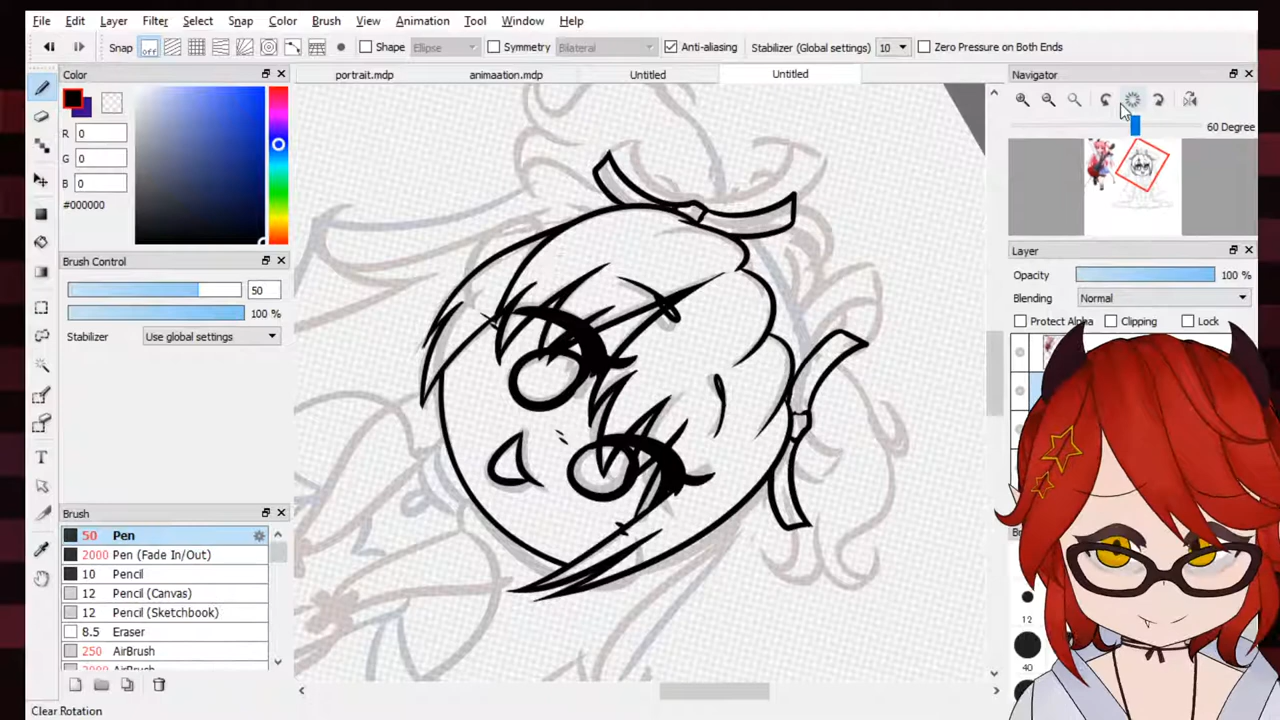 File Edit Layer Filter Select Snap Color Brush View Animation Tool Window Help
Snap off Shape Ellipse Symmetry Bilateral Anti-aliasing Stabilizer (Global settings) 10 Zero Pressure on Both Ends
Color
portrait.mdp animaation.mdp Untitled Untitled
Navigator
R 0
G 0
B 0
#000000
60 Degree
Brush Control
50
100 %
Stabilizer Use global settings
Layer
Opacity 100 %
Blending Normal
Protect Alpha Clipping Lock
Brush
50 Pen
2000 Pen (Fade In/Out)
10 Pencil
12 Pencil (Canvas)
12 Pencil (Sketchbook)
8.5 Eraser
250 AirBrush
12
40
Clear Rotation